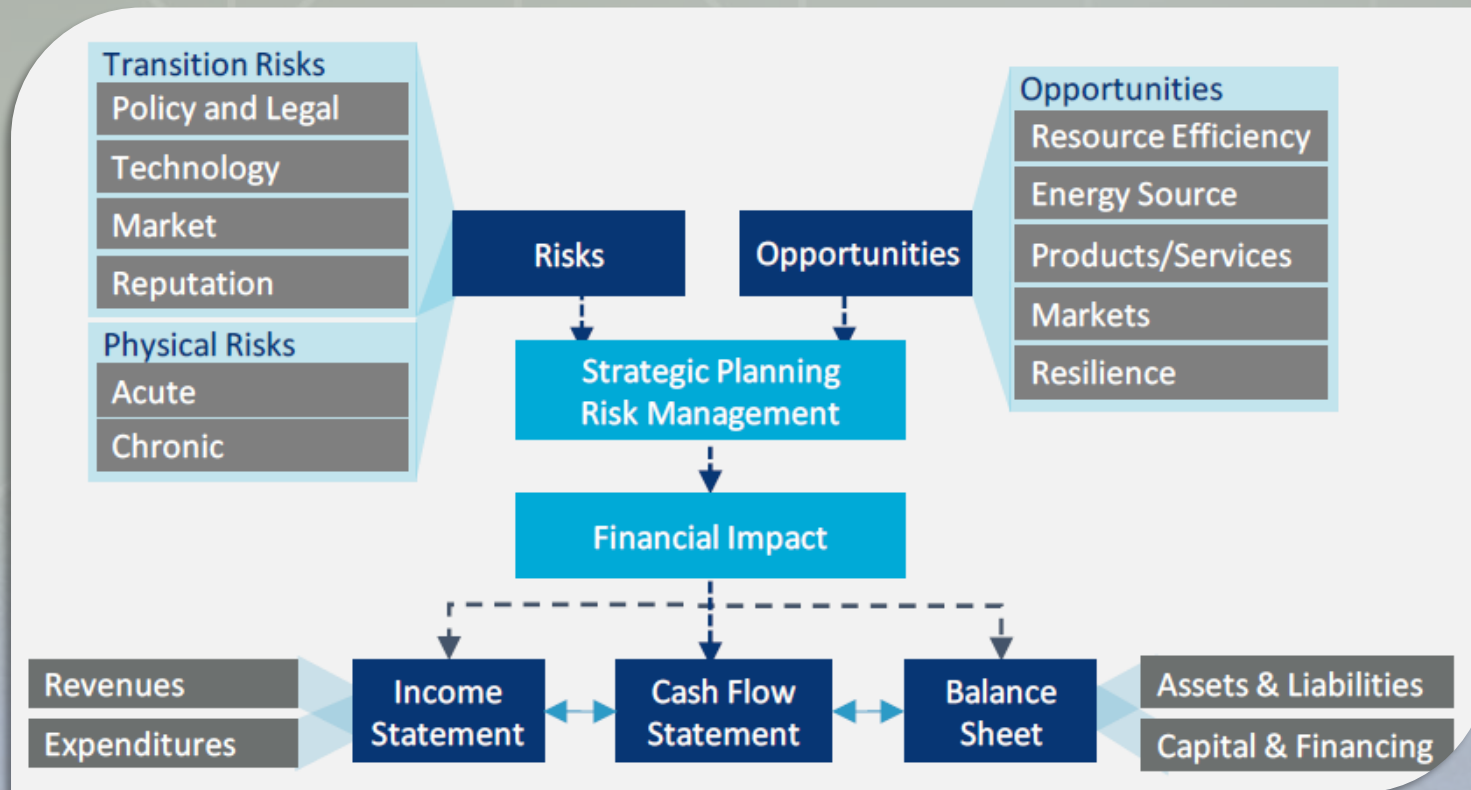 Transition Risks
Policy and Legal
Technology
Market
Reputation
Physical Risks
Acute
Chronic
Risks
Opportunities
Opportunities
Resource Efficiency
Energy Source
Products/Services
Markets
Resilience
Strategic Planning
Risk Management
Financial Impact
Revenues
Expenditures
Income
Statement
Cash Flow
Statement
Balance
Sheet
Assets & Liabilities
Capital & Financing